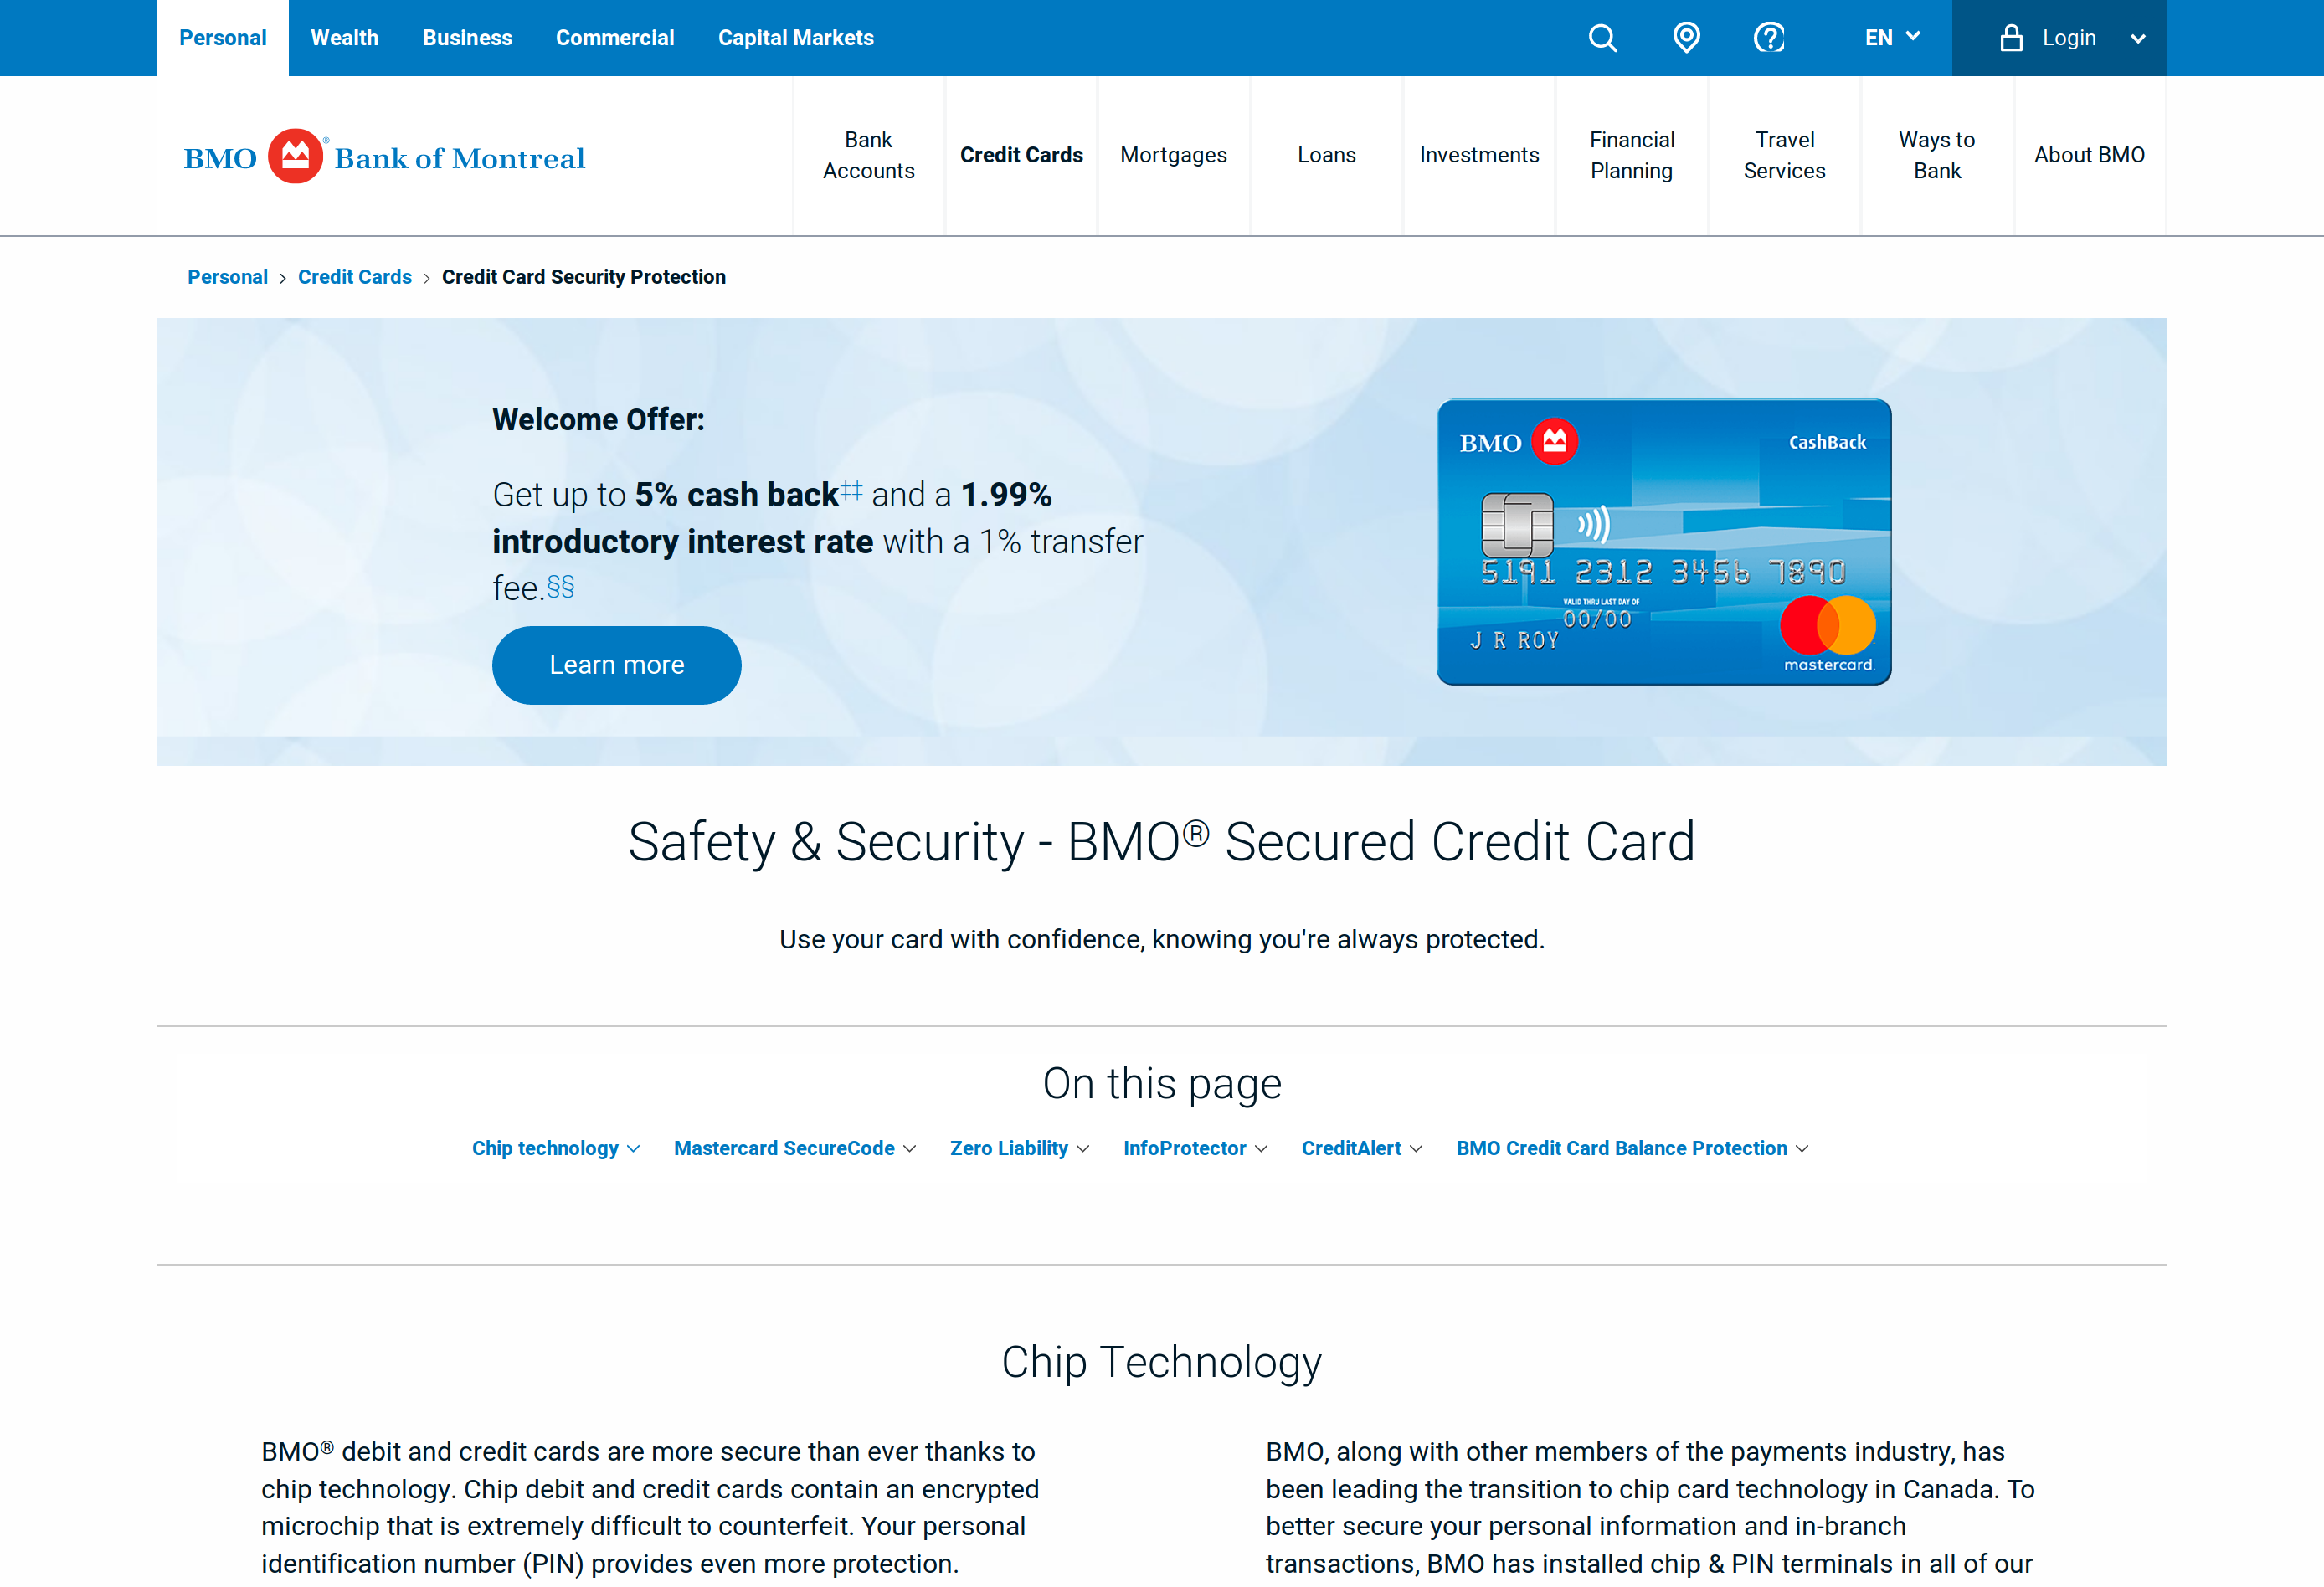 Personal Wealth Business Commercial Capital Markets EN Login
BMO ® Bank of Montreal
Bank Accounts
Credit Cards
Mortgages
Loans
Investments
Financial Planning
Travel Services
Ways to Bank
About BMO
Personal > Credit Cards > Credit Card Security Protection
Welcome Offer:
Get up to 5% cash back‡‡ and a 1.99%
introductory interest rate with a 1% transfer
fee.§§
Learn more
BMO CashBack
5191 2312 3456 7890
VALID THRU LAST DAY OF
00/00
J R ROY
mastercard.
Safety & Security - BMO® Secured Credit Card
Use your card with confidence, knowing you're always protected.
On this page
Chip technology Mastercard SecureCode Zero Liability InfoProtector CreditAlert BMO Credit Card Balance Protection
Chip Technology
BMO® debit and credit cards are more secure than ever thanks to
chip technology. Chip debit and credit cards contain an encrypted
microchip that is extremely difficult to counterfeit. Your personal
identification number (PIN) provides even more protection.
BMO, along with other members of the payments industry, has
been leading the transition to chip card technology in Canada. To
better secure your personal information and in-branch
transactions, BMO has installed chip & PIN terminals in all of our